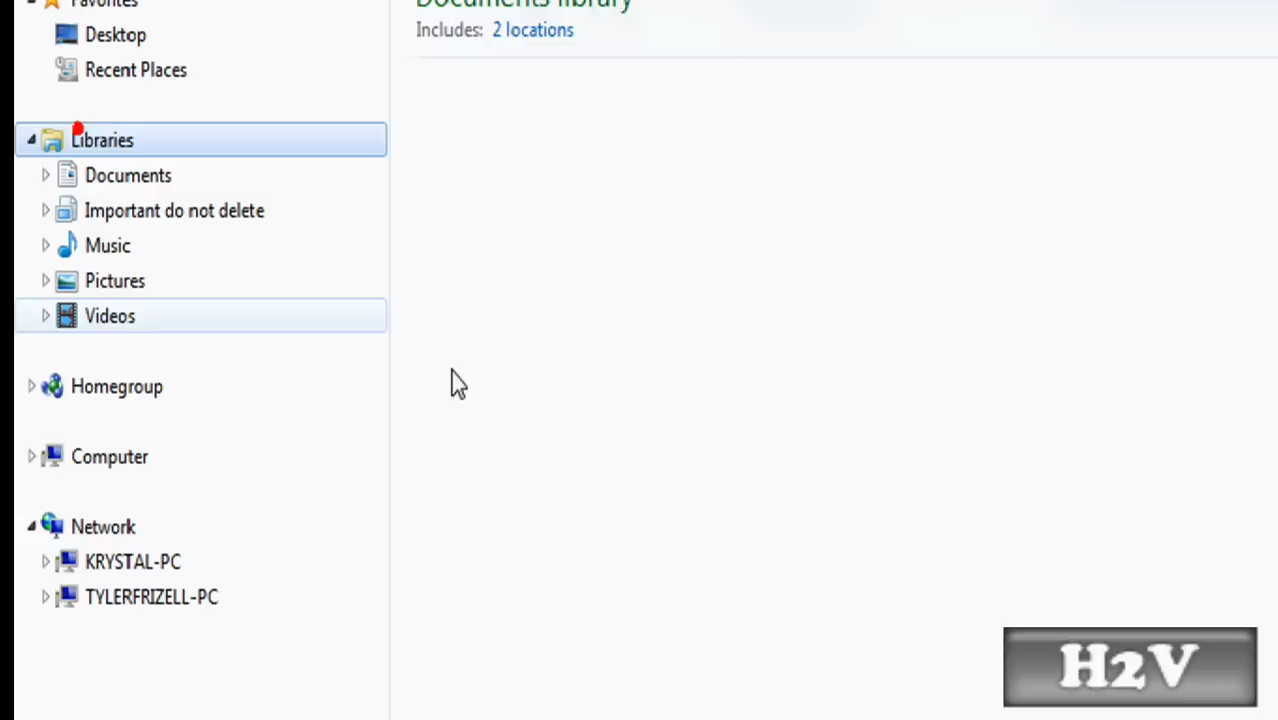 Favorites
Documents library
Desktop
Includes: 2 locations
Recent Places
Libraries
Documents
Important do not delete
Music
Pictures
Videos
Homegroup
Computer
Network
KRYSTAL-PC
TYLERFRIZELL-PC
H2V